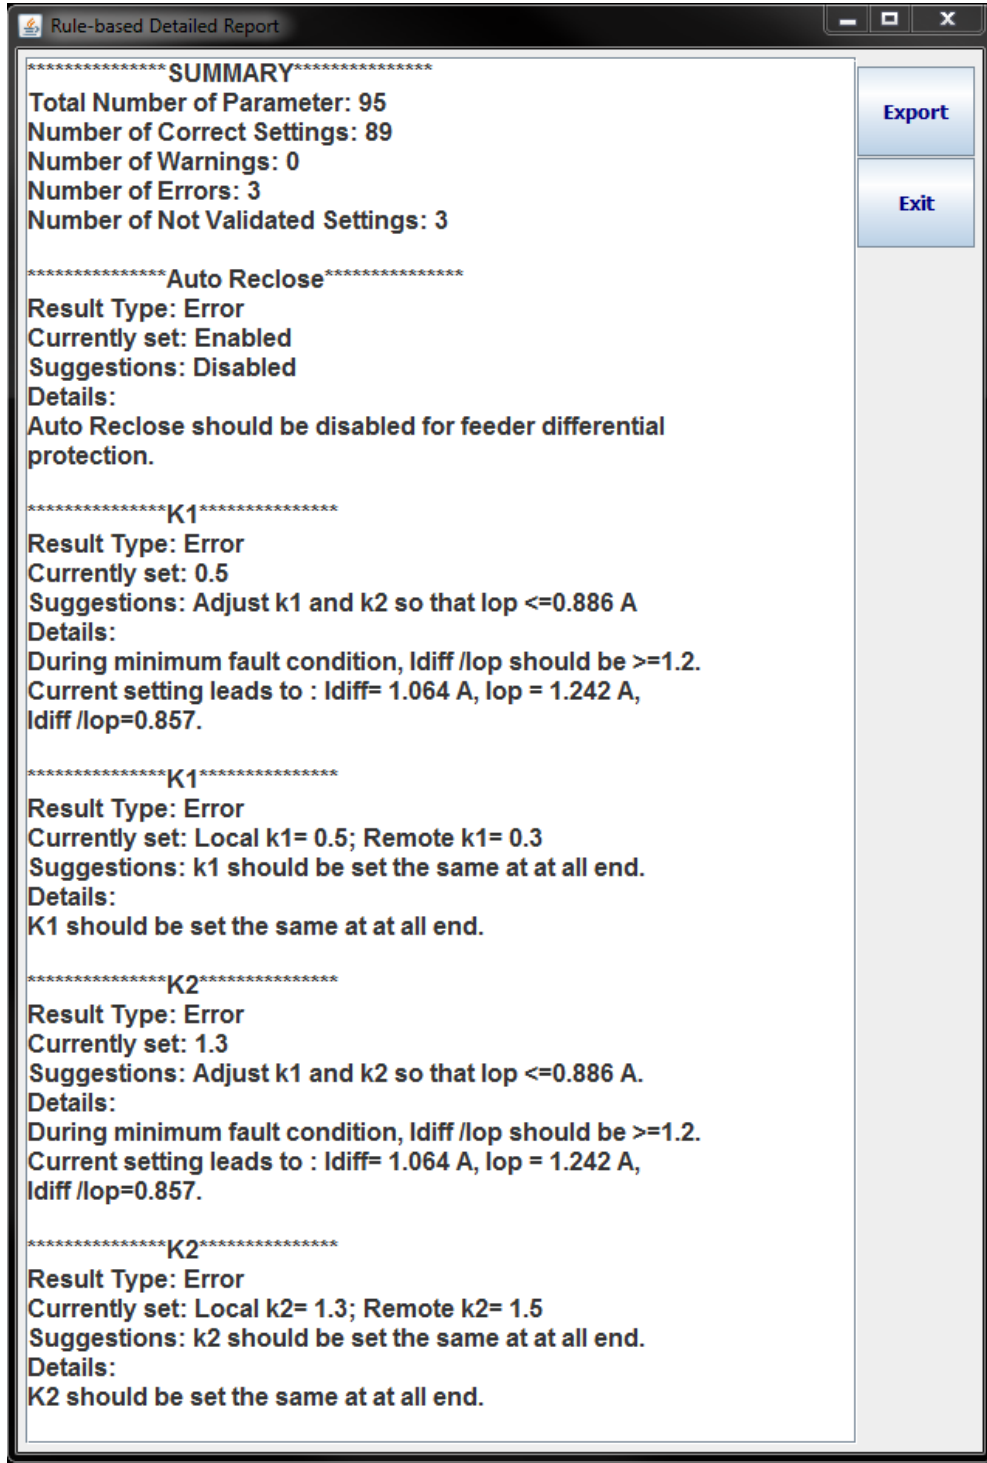 Rule-based Detailed Report
***************SUMMARY***************
Total Number of Parameter: 95
Number of Correct Settings: 89
Number of Warnings: 0
Number of Errors: 3
Number of Not Validated Settings: 3
***************Auto Reclose***************
Result Type: Error
Currently set: Enabled
Suggestions: Disabled
Details:
Auto Reclose should be disabled for feeder differential
protection.
***************K1***************
Result Type: Error
Currently set: 0.5
Suggestions: Adjust k1 and k2 so that Iop <=0.886 A
Details:
During minimum fault condition, Idiff /Iop should be >=1.2.
Current setting leads to : Idiff= 1.064 A, Iop = 1.242 A,
Idiff /Iop=0.857.
***************K1***************
Result Type: Error
Currently set: Local k1= 0.5; Remote k1= 0.3
Suggestions: k1 should be set the same at at all end.
Details:
K1 should be set the same at at all end.
***************K2***************
Result Type: Error
Currently set: 1.3
Suggestions: Adjust k1 and k2 so that Iop <=0.886 A.
Details:
During minimum fault condition, Idiff /Iop should be >=1.2.
Current setting leads to : Idiff= 1.064 A, Iop = 1.242 A,
Idiff /Iop=0.857.
***************K2***************
Result Type: Error
Currently set: Local k2= 1.3; Remote k2= 1.5
Suggestions: k2 should be set the same at at all end.
Details:
K2 should be set the same at at all end.
Export
Exit